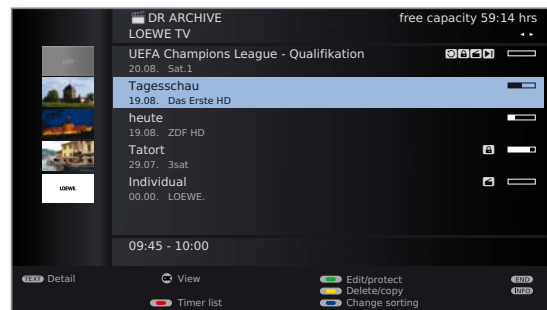 DR ARCHIVE
free capacity 59:14 hrs
LOEWE TV
UEFA Champions League - Qualifikation
20.08. Sat.1
Tagesschau
19.08. Das Erste HD
heute
19.08. ZDF HD
Tatort
29.07. 3sat
LOEWE.
Individual
00.00. LOEWE.
09:45 - 10:00
TEXT Detail
OK View
Edit/protect
END
Delete/copy
INFO
Timer list
Change sorting